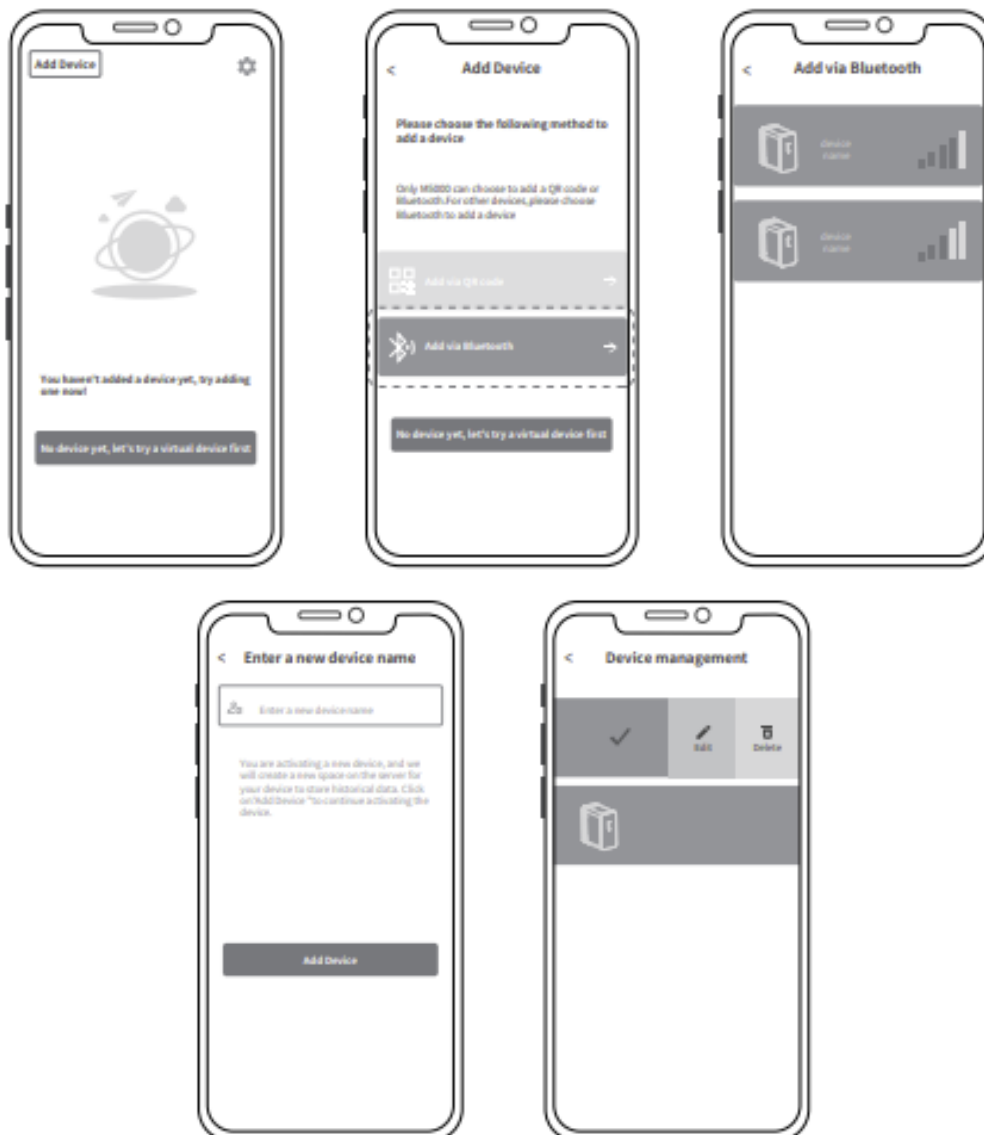 Add Device
You haven't added a device yet, try adding
one now!
No device yet, let's try a virtual device first
< Add Device
Please choose the following method to
add a device
Only M5000 can choose to add a QR code or
Bluetooth.For other devices,please choose
Bluetooth to add a device
Add via QR code
Add via Bluetooth
No device yet, let's try a virtual device first
< Add via Bluetooth
device
name
device
name
< Enter a new device name
Enter a new device name
You are activating a new device, and we
will create a new space on the server for
your device to store historical data. Click
on"Add Device "to continue activating the
device.
Add Device
< Device management
Edit
Delete